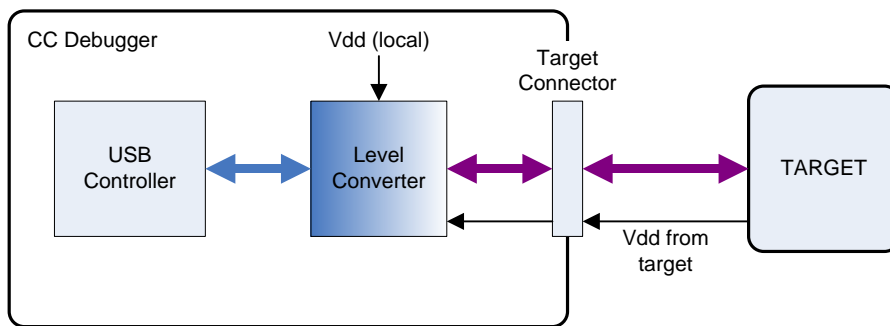 CC Debugger
Vdd (local)
Target
Connector
USB
Controller
Level
Converter
TARGET
Vdd from
target